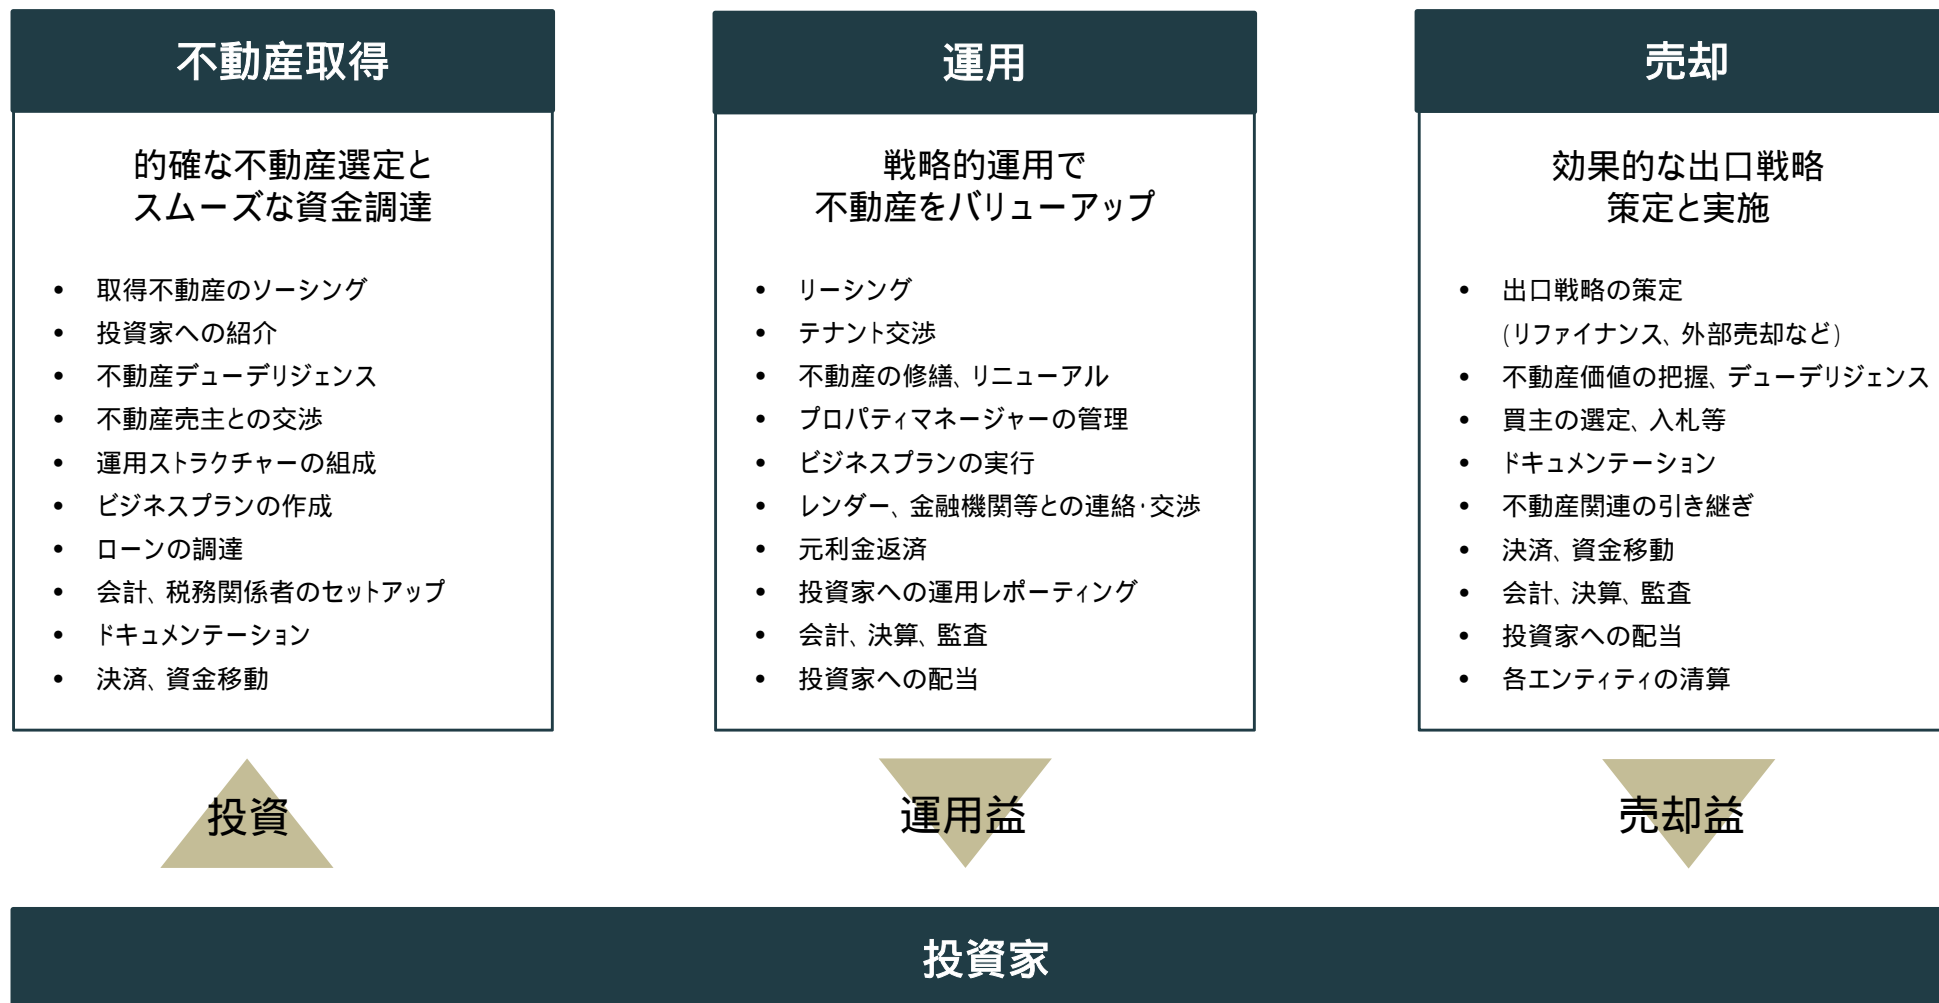 不動産取得
的確な不動産選定と
スムーズな資金調達
• 取得不動産のソーシング
• 投資家への紹介
• 不動産デューデリジェンス
• 不動産売主との交渉
• 運用ストラクチャーの組成
• ビジネスプランの作成
• ローンの調達
• 会計、税務関係者のセットアップ
• ドキュメンテーション
• 決済、資金移動
投資
運用
戦略的運用で
不動産をバリューアップ
• リーシング
• テナント交渉
• 不動産の修繕、リニューアル
• プロパティマネージャーの管理
• ビジネスプランの実行
• レンダー、金融機関等との連絡・交渉
• 元利金返済
• 投資家への運用レポーティング
• 会計、決算、監査
• 投資家への配当
運用益
売却
効果的な出口戦略
策定と実施
• 出口戦略の策定
(リファイナンス、外部売却など)
• 不動産価値の把握、デューデリジェンス
• 買主の選定、入札等
• ドキュメンテーション
• 不動産関連の引き継ぎ
• 決済、資金移動
• 会計、決算、監査
• 投資家への配当
• 各エンティティの清算
売却益
投資家